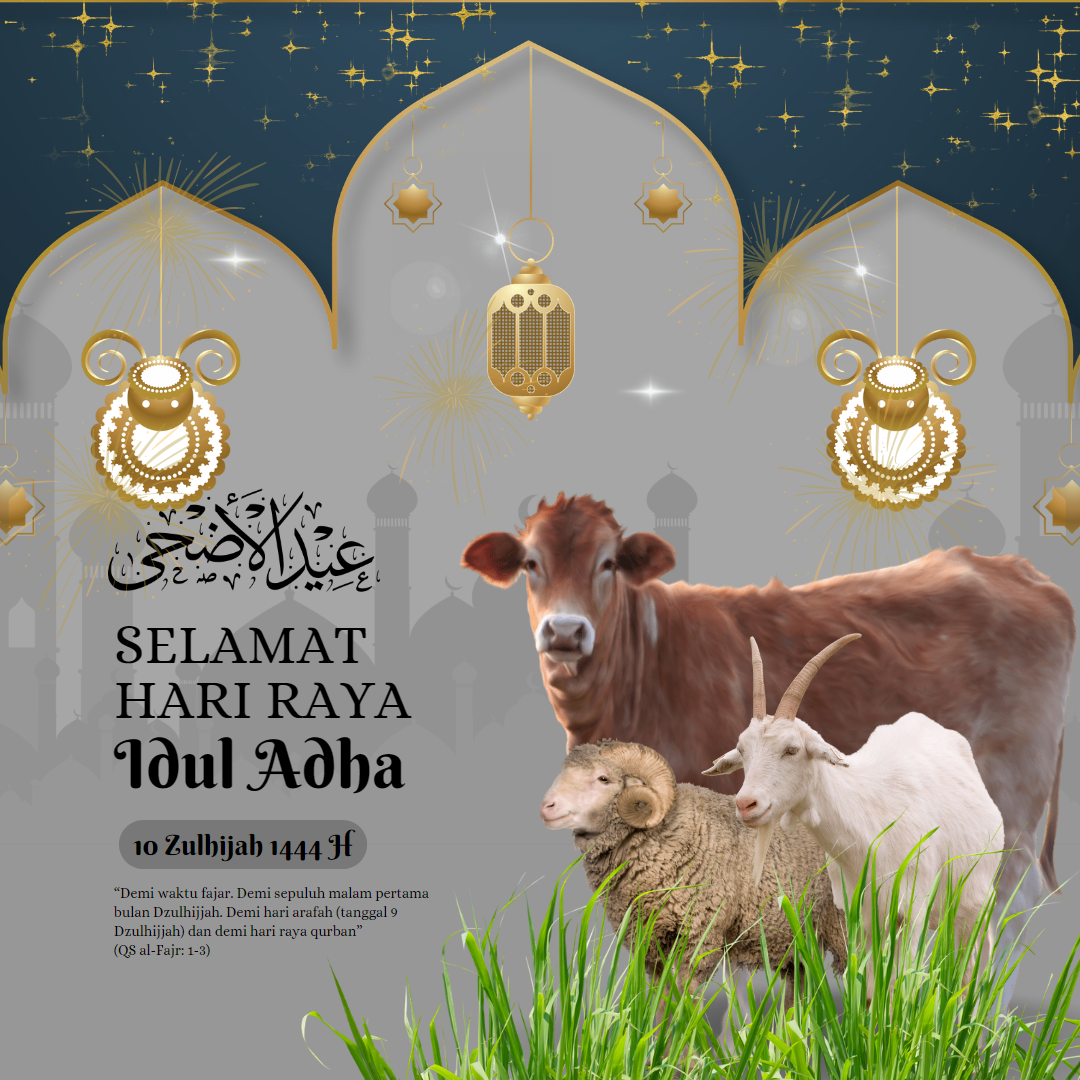 عيد الأضحى
SELAMAT
HARI RAYA
Idul Adha
10 Zulhijah 1444 H
“Demi waktu fajar. Demi sepuluh malam pertama
bulan Dzulhijjah. Demi hari arafah (tanggal 9
Dzulhijjah) dan demi hari raya qurban”
(QS al-Fajr: 1-3)